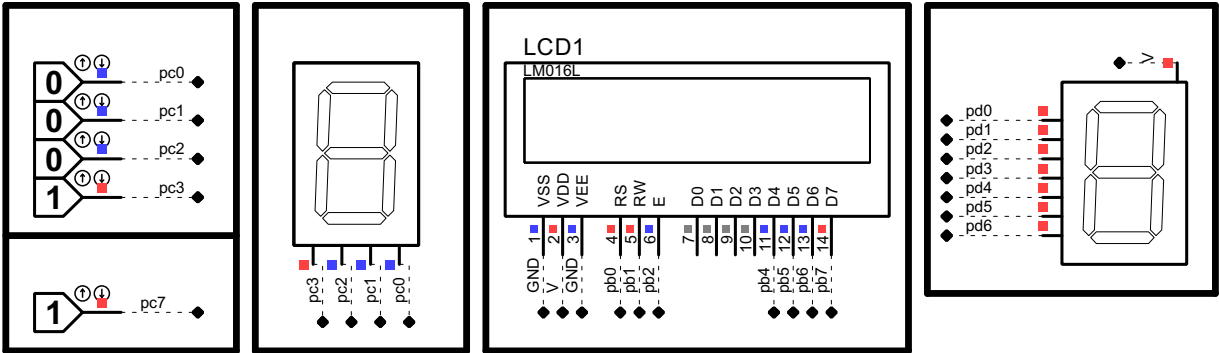 0 pc0
0 pc1
0 pc2
1 pc3
1 pc7
pc3 pc2 pc1 pc0
LCD1
LM016L
VSS VDD VEE RS RW E D0 D1 D2 D3 D4 D5 D6 D7
1 2 3 4 5 6 7 8 9 10 11 12 13 14
GND V GND pb0 pb1 pb2 pb4 pb5 pb6 pb7
V
pd0
pd1
pd2
pd3
pd4
pd5
pd6